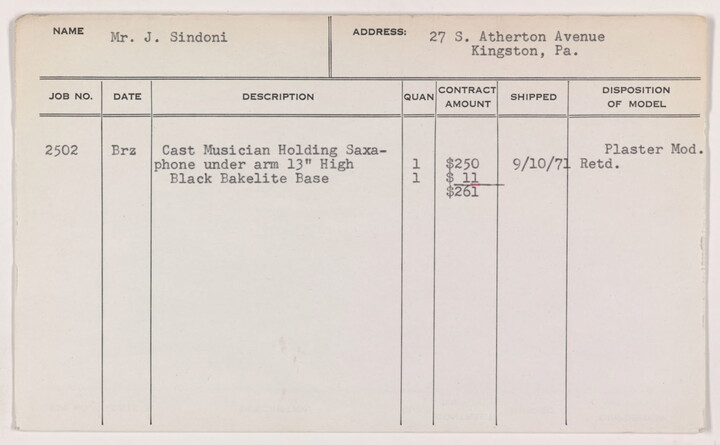 NAME Mr. J. Sindoni ADDRESS: 27 S. Atherton Avenue
Kingston, Pa.
JOB NO. DATE DESCRIPTION QUAN CONTRACT AMOUNT SHIPPED DISPOSITION OF MODEL
2502 Brz Cast Musician Holding Saxa- Plaster Mod.
phone under arm 13" High 1 $250 9/10/71 Retd.
Black Bakelite Base 1 $ 11
$261